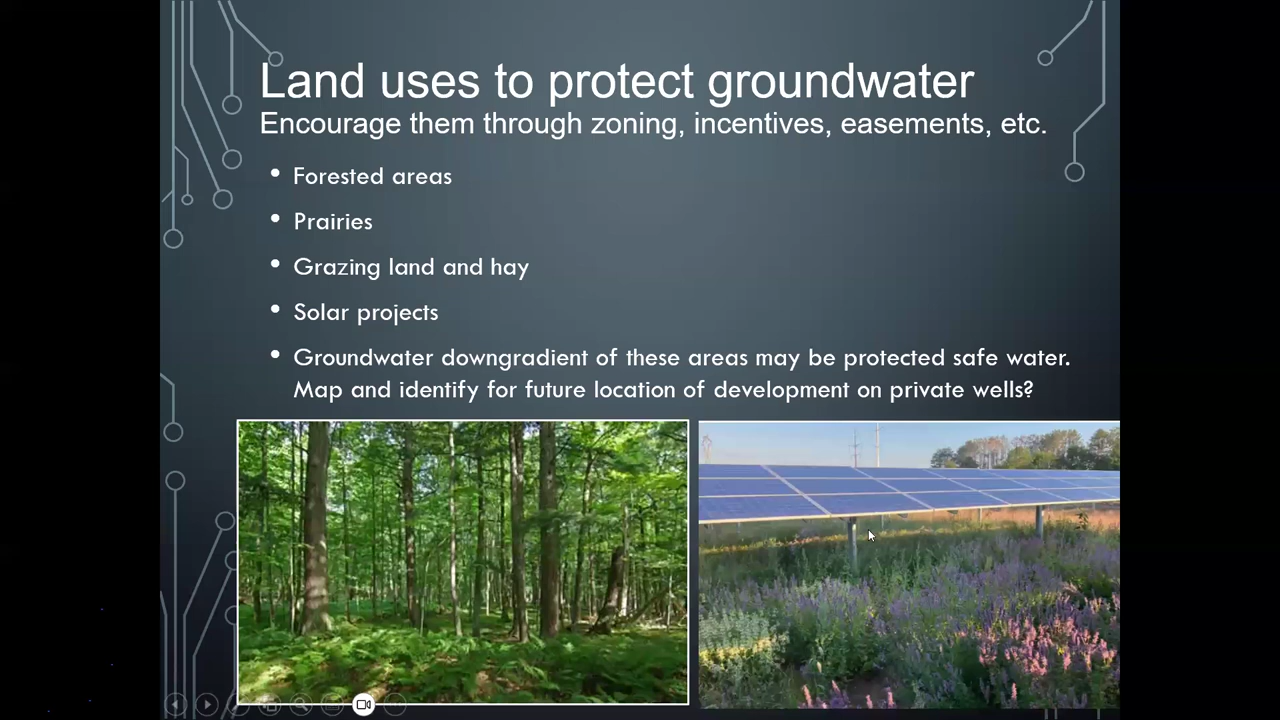 Land uses to protect groundwater
Encourage them through zoning, incentives, easements, etc.
• Forested areas
• Prairies
• Grazing land and hay
• Solar projects
• Groundwater downgradient of these areas may be protected safe water.
Map and identify for future location of development on private wells?